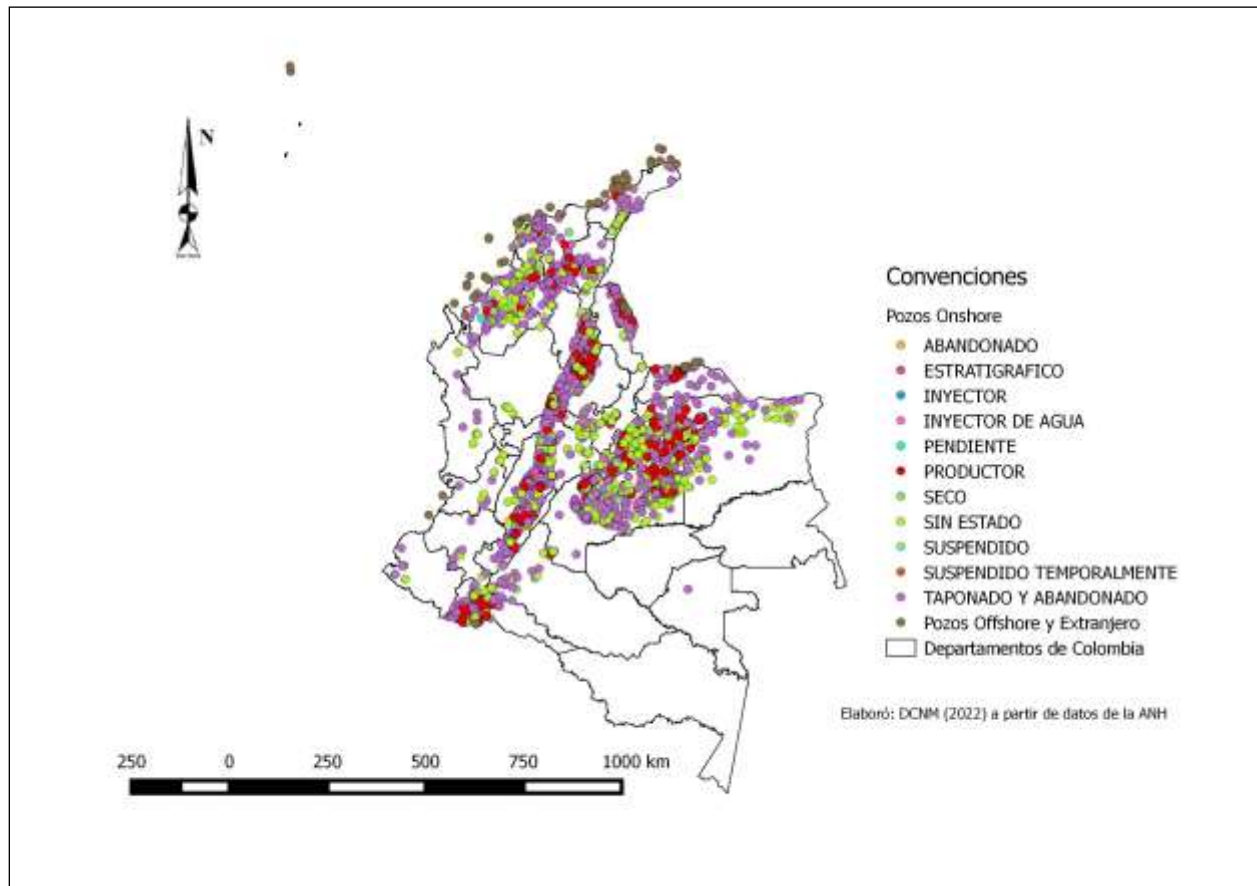 N
Convenciones
Pozos Onshore
ABANDONADO
ESTRATIGRAFICO
INYECTOR
INYECTOR DE AGUA
PENDIENTE
PRODUCTOR
SECO
SIN ESTADO
SUSPENDIDO
SUSPENDIDO TEMPORALMENTE
TAPONADO Y ABANDONADO
Pozos Offshore y Extranjero
Departamentos de Colombia
Elaboró: DCNM (2022) a partir de datos de la ANH
250 0 250 500 750 1000 km